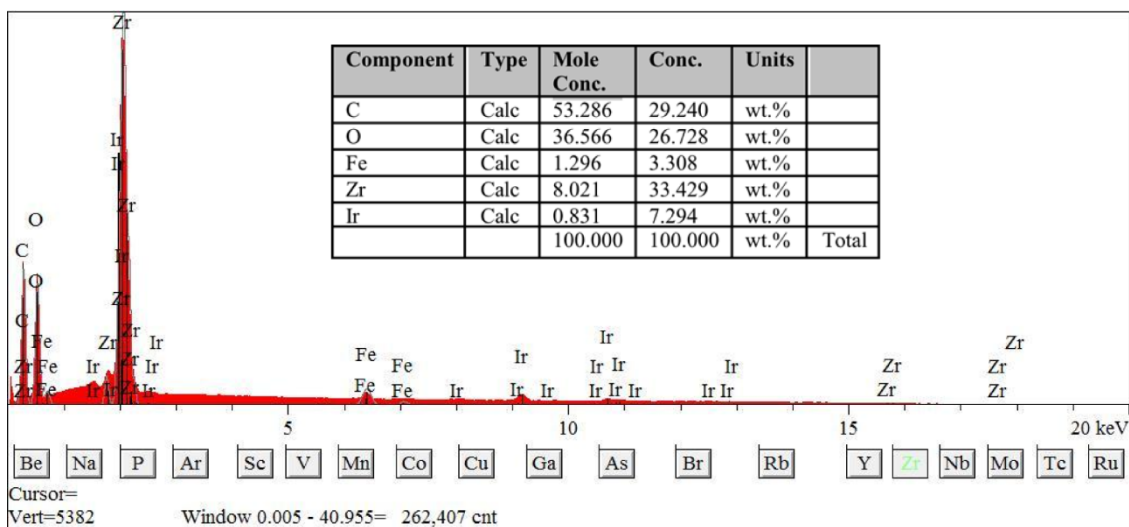 Zr
Component Type Mole Conc. Conc. Units
C Calc 53.286 29.240 wt.%
O Calc 36.566 26.728 wt.%
Fe Calc 1.296 3.308 wt.%
Zr Calc 8.021 33.429 wt.%
Ir Calc 0.831 7.294 wt.%
100.000 100.000 wt.% Total
Ir
Ir
O Zr
C Ir
O
Zr
C
Fe Zr Zr Ir Ir Zr
Fe Fe Ir
Zr Fe Ir Zr Ir Fe Ir Ir Ir Zr Zr
Zr Fe Ir Ir Zr Ir Fe Fe Ir Ir Ir Ir Ir Ir Ir Ir Zr Zr
5 10 15 20 keV
Be Na P Ar Sc V Mn Co Cu Ga As Br Rb Y Zr Nb Mo Tc Ru
Cursor=
Vert=5382 Window 0.005 - 40.955= 262,407 cnt